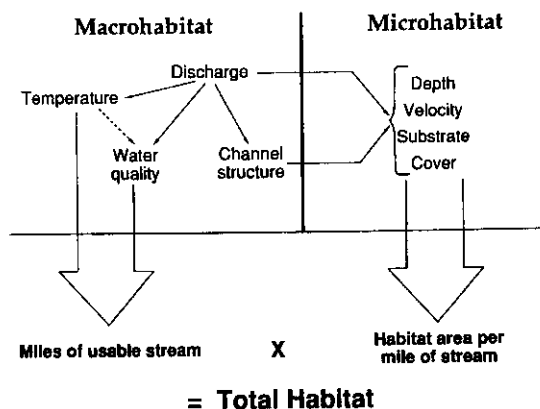 Macrohabitat
Microhabitat
Discharge
Temperature
Water
quality
Channel
structure
Depth
Velocity
Substrate
Cover
Miles of usable stream
X
Habitat area per
mile of stream
= Total Habitat